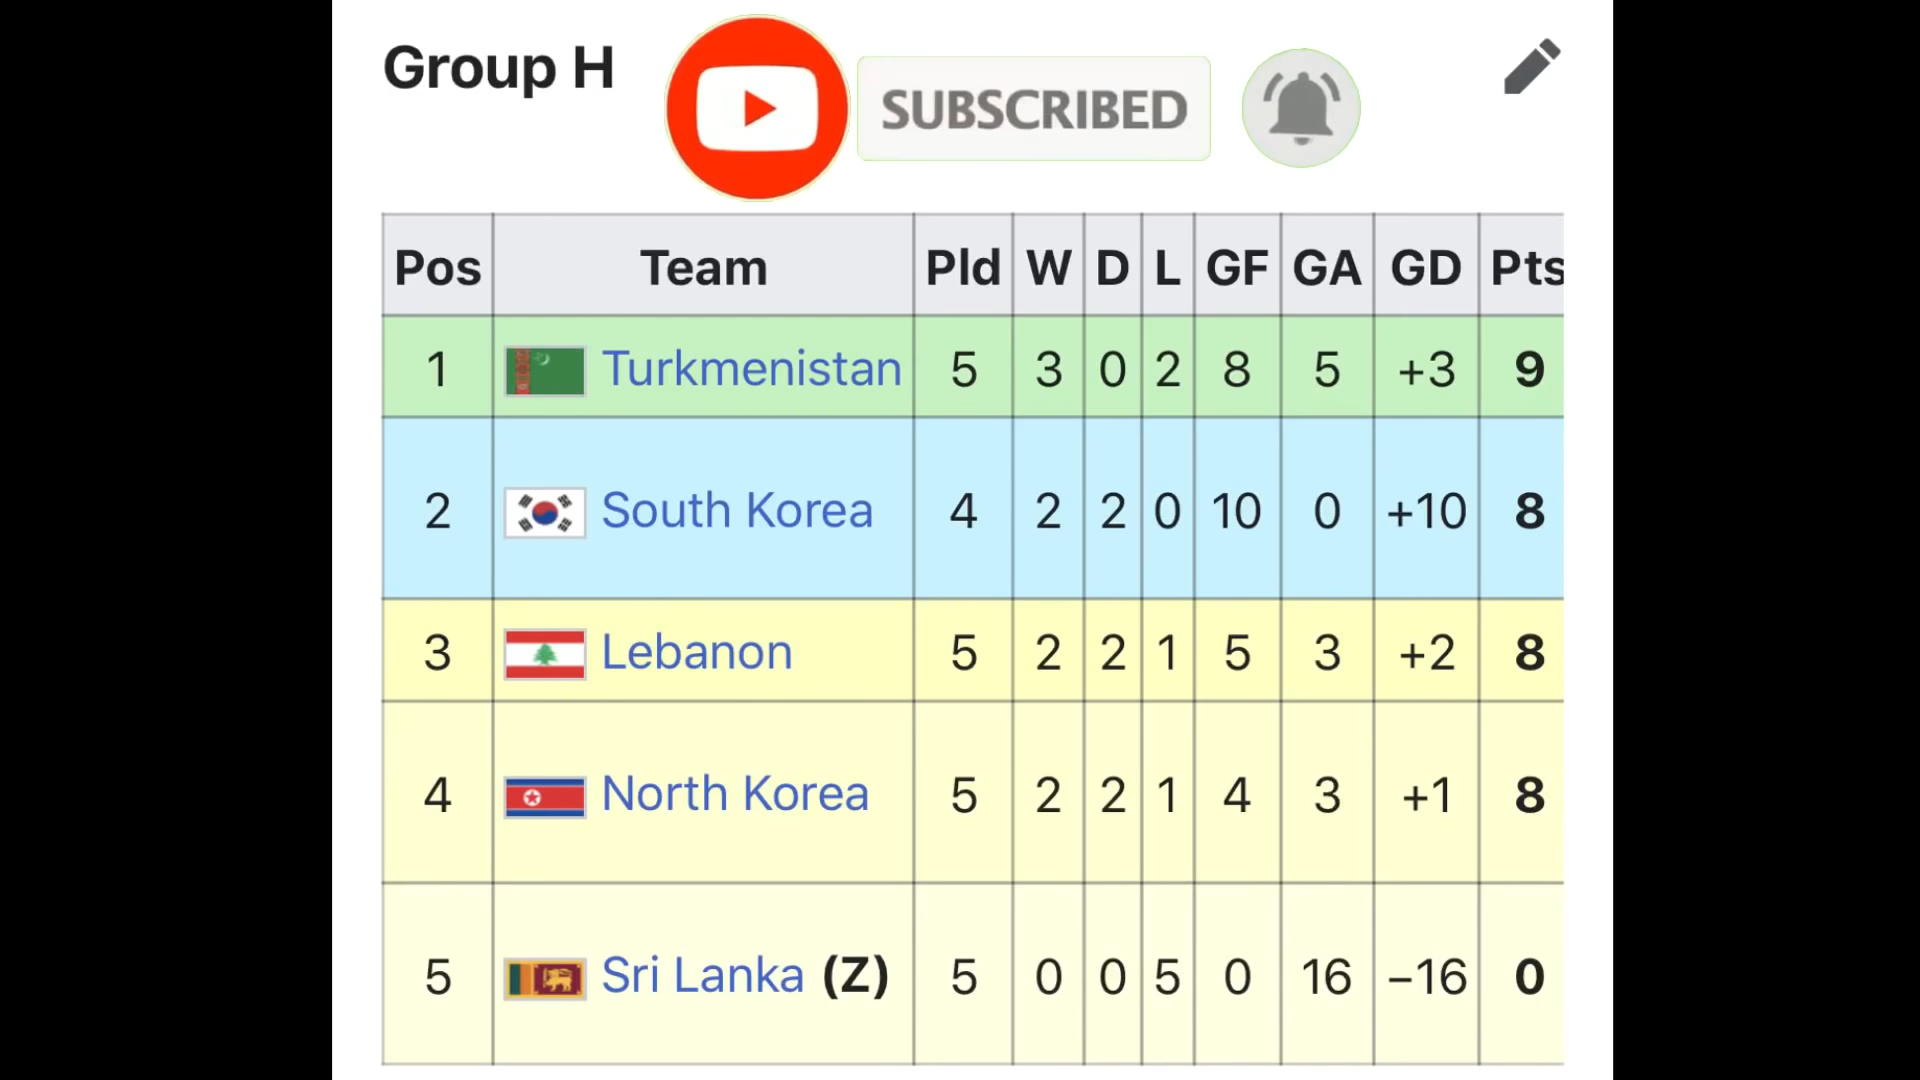 Group H
SUBSCRIBED
Pos Team Pld W D L GF GA GD Pts
1 Turkmenistan 5 3 0 2 8 5 +3 9
2 South Korea 4 2 2 0 10 0 +10 8
3 Lebanon 5 2 2 1 5 3 +2 8
4 North Korea 5 2 2 1 4 3 +1 8
5 Sri Lanka (Z) 5 0 0 5 0 16 −16 0